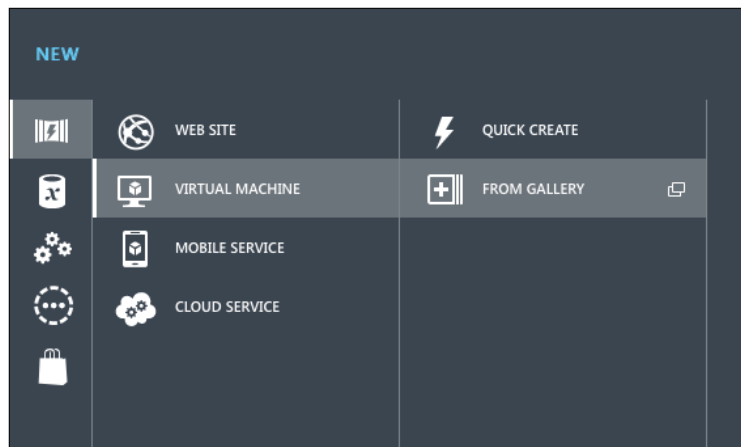 NEW
WEB SITE
VIRTUAL MACHINE
MOBILE SERVICE
CLOUD SERVICE
QUICK CREATE
FROM GALLERY